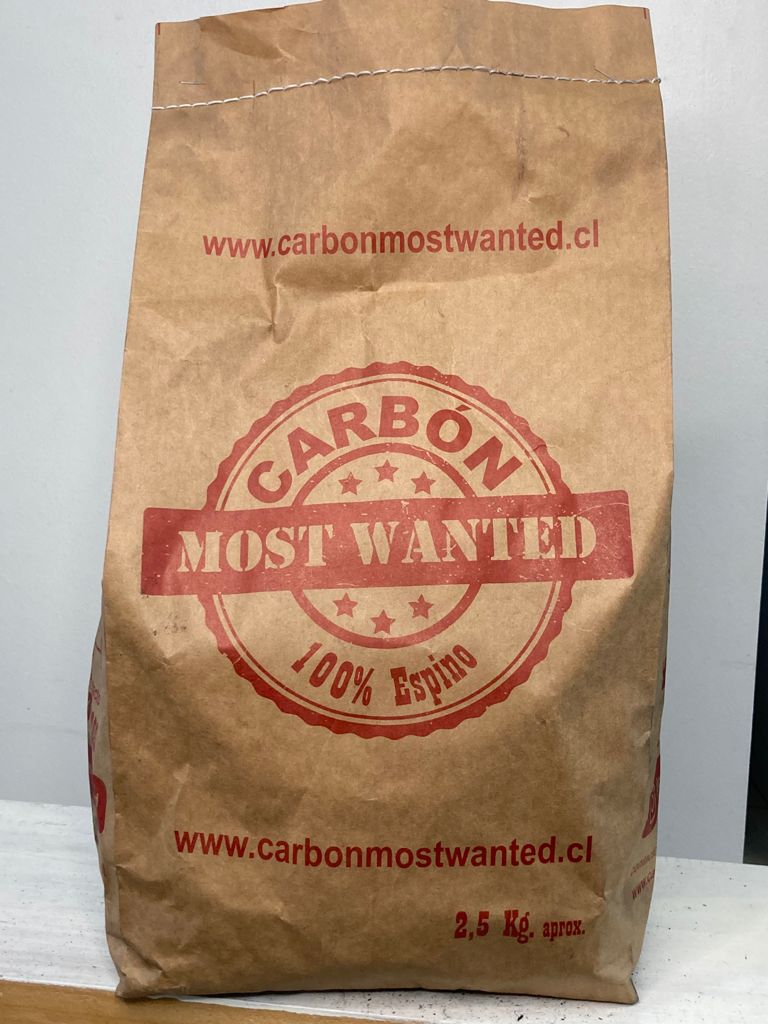 www.carbonmostwanted.cl
CARBÓN
MOST WANTED
100% Espino
www.carbonmostwanted.cl
2,5 Kg. aprox.